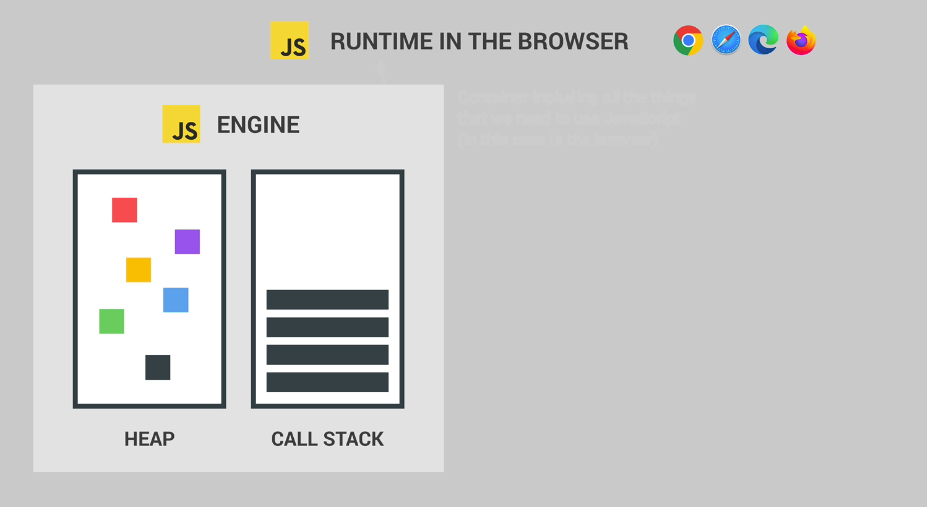 JS RUNTIME IN THE BROWSER
Container including all the things
that we need to use JavaScript
(in this case in the browser)
JS ENGINE
HEAP
CALL STACK